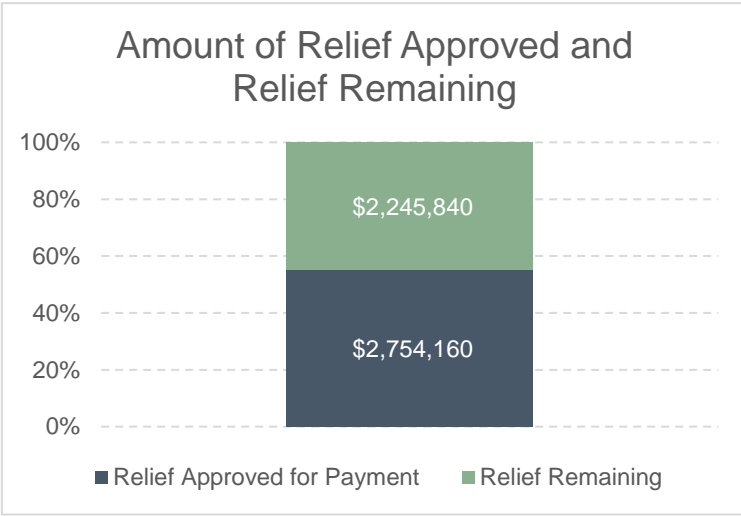 Amount of Relief Approved and
Relief Remaining
100%
80%
60%
40%
20%
0%
$2,245,840
$2,754,160
Relief Approved for Payment
Relief Remaining